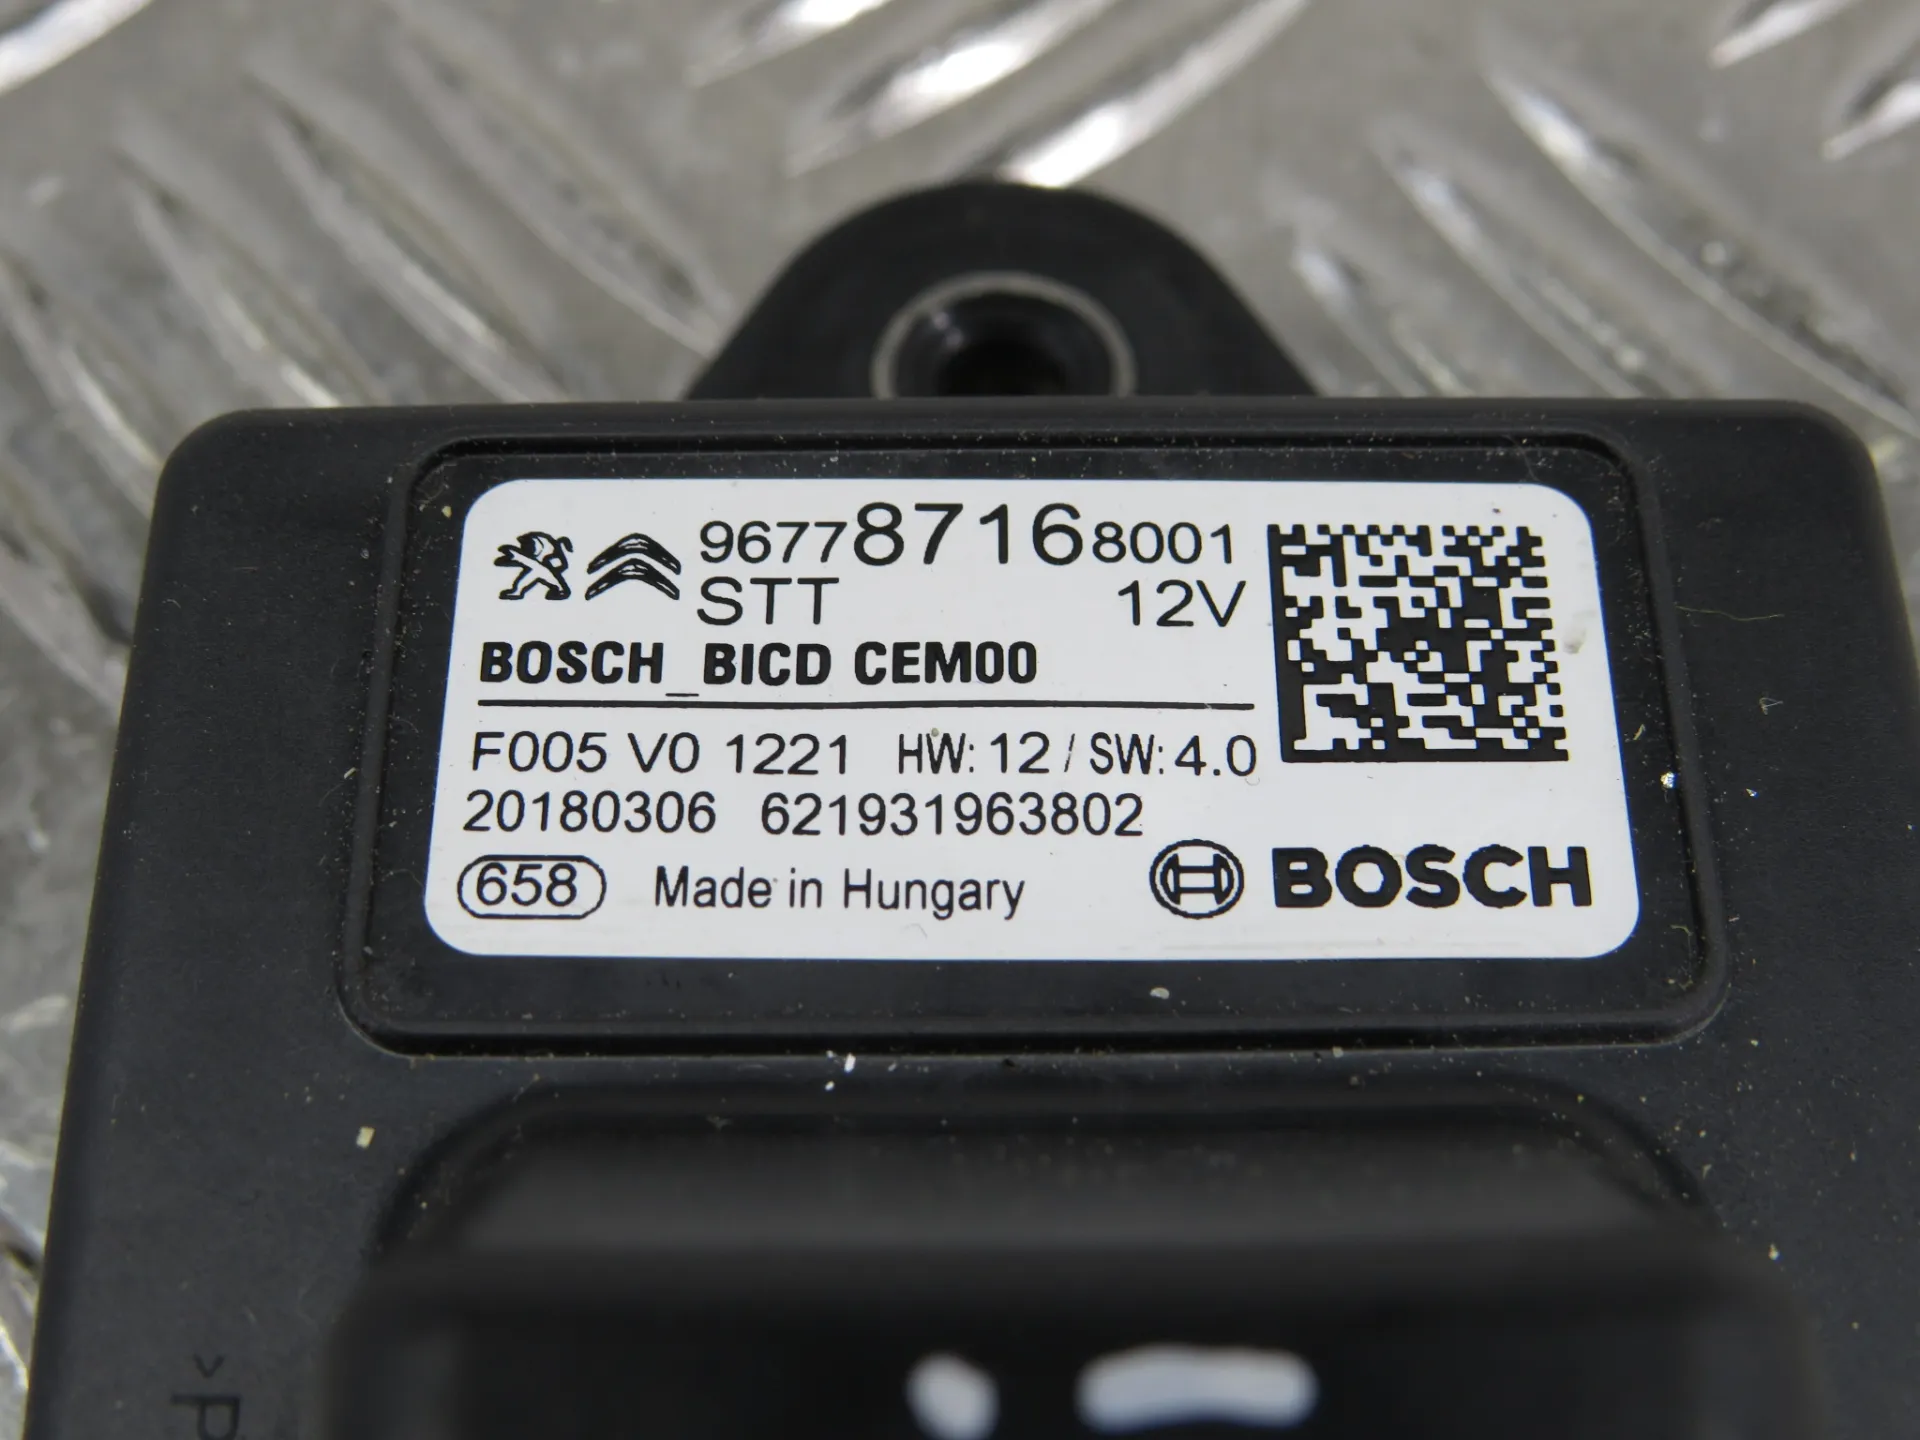 967787168001
STT 12V
BOSCH_BICD CEM00
F005 V0 1221 HW: 12 / SW: 4.0
20180306 621931963802
658 Made in Hungary BOSCH
>P